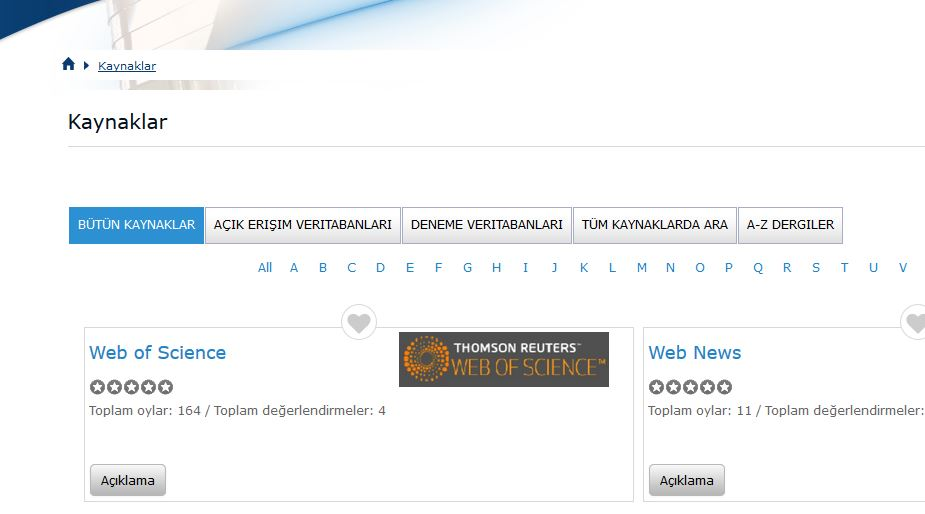 Kaynaklar
Kaynaklar
BÜTÜN KAYNAKLAR AÇIK ERIŞIM VERITABANLARI DENEME VERITABANLARI TÜM KAYNAKLARDA ARA A-Z DERGILER
All A B C D E F G H I J K L M N O P Q R S T U V
Web of Science
THOMSON REUTERS™
WEB OF SCIENCE™
Toplam oylar: 164 / Toplam değerlendirmeler: 4
Açıklama
Web News
Toplam oylar: 11 / Toplam değerlendirmeler:
Açıklama